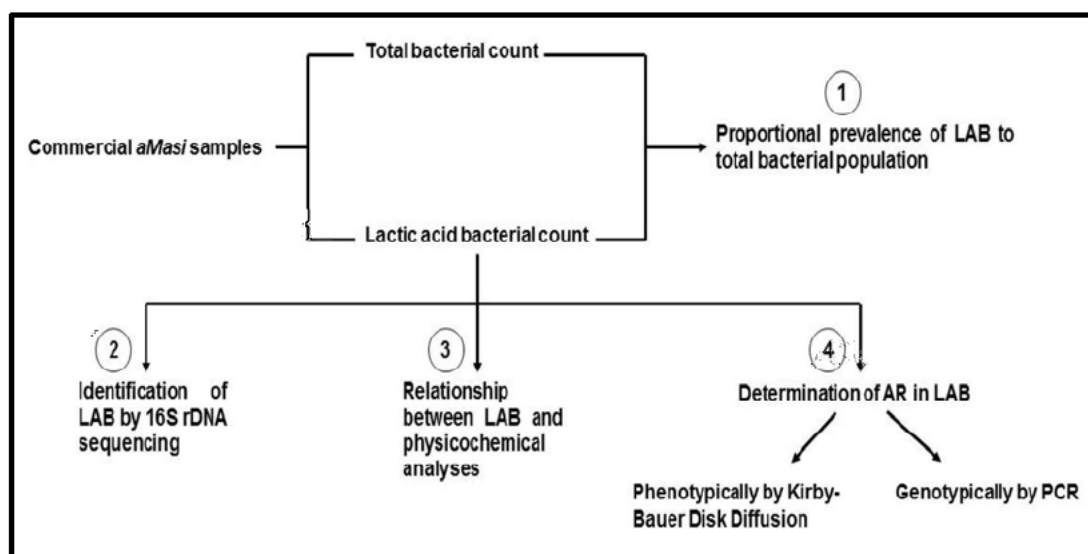 Total bacterial count
1
Commercial aMasi samples
Proportional prevalence of LAB to
total bacterial population
Lactic acid bacterial count
2
Identification of
LAB by 16S rDNA
sequencing
3
Relationship
between LAB and
physicochemical
analyses
4
Determination of AR in LAB
Phenotypically by Kirby-
Bauer Disk Diffusion
Genotypically by PCR